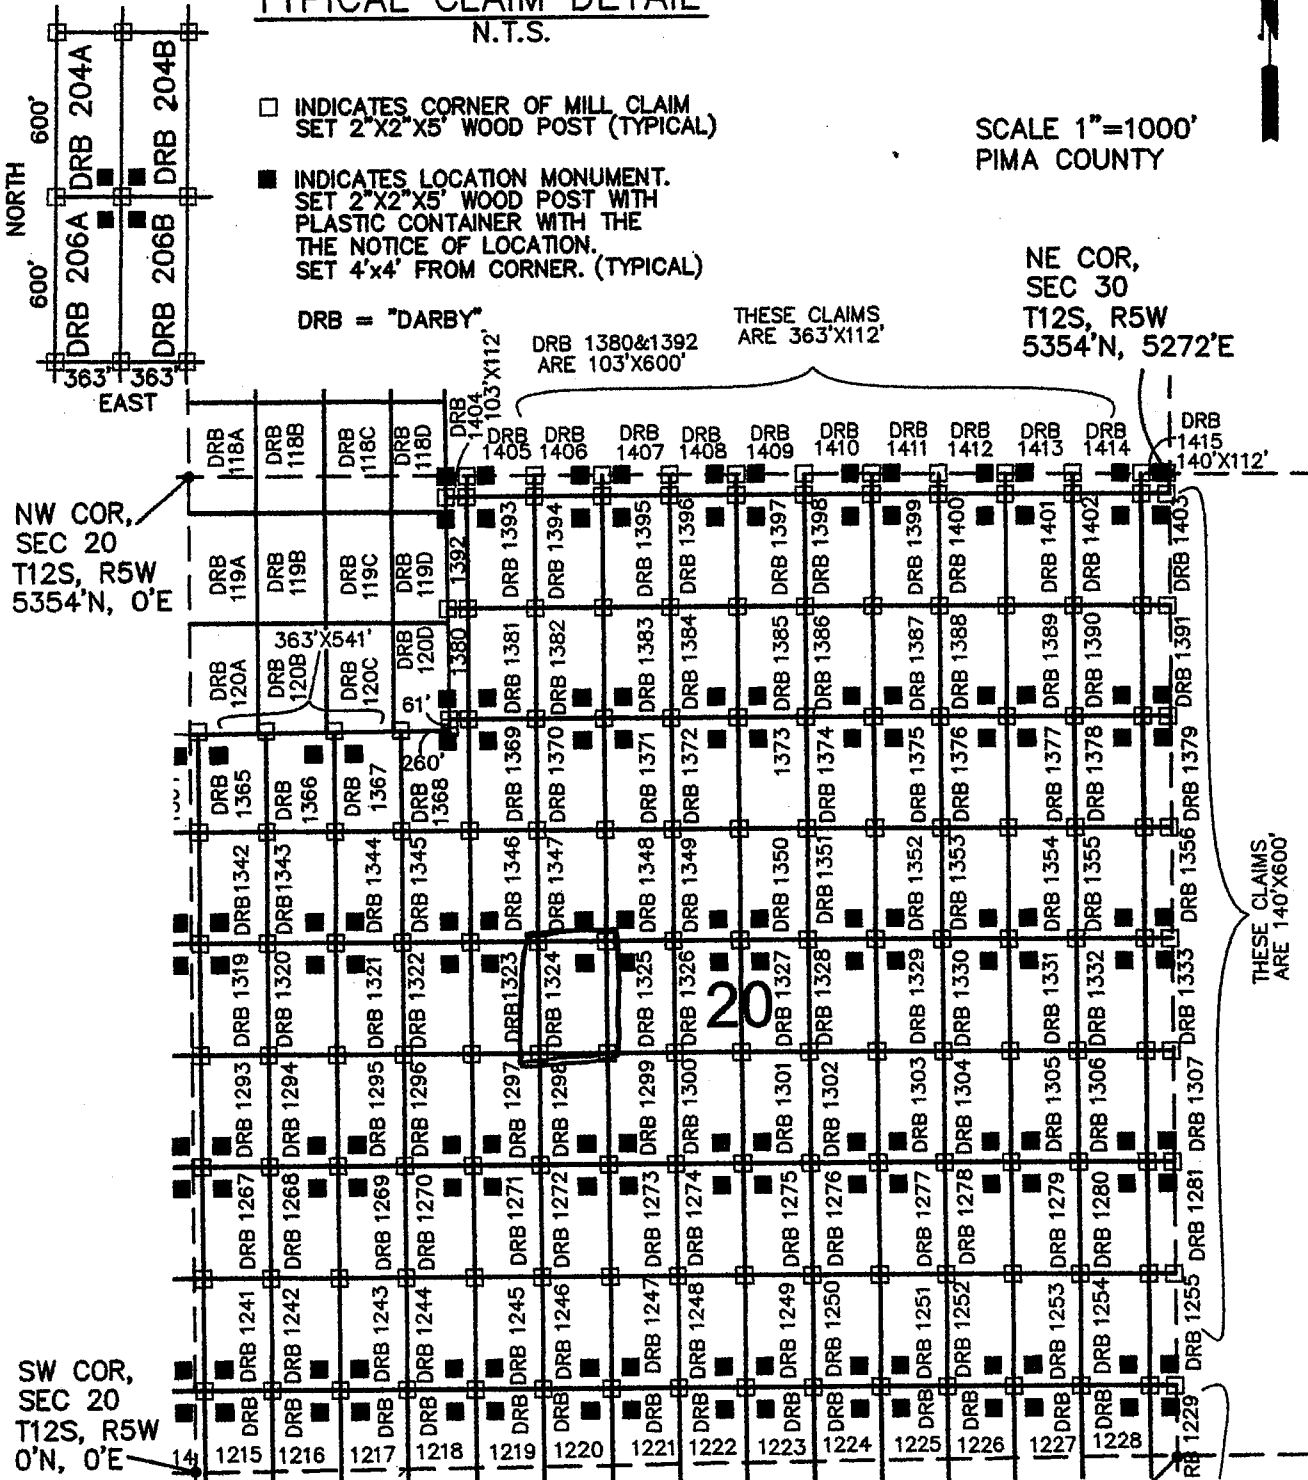 TYPICAL CLAIM DETAIL
N.T.S.
DRB 204A
DRB 204B
DRB 206A
DRB 206B
600'
600'
NORTH
363' 363'
EAST
INDICATES CORNER OF MILL CLAIM
SET 2"X2"X5' WOOD POST (TYPICAL)
INDICATES LOCATION MONUMENT.
SET 2"X2"X5' WOOD POST WITH
PLASTIC CONTAINER WITH THE
THE NOTICE OF LOCATION.
SET 4'x4' FROM CORNER. (TYPICAL)
DRB = "DARBY"
SCALE 1"=1000'
PIMA COUNTY
NE COR,
SEC 30
T12S, R5W
5354'N, 5272'E
THESE CLAIMS
ARE 363'X112'
DRB 1380&1392
ARE 103'X600'
DRB
1404
103'X112'
DRB
1405
DRB
1406
DRB
1407
DRB
1408
DRB
1409
DRB
1410
DRB
1411
DRB
1412
DRB
1413
DRB
1414
DRB
1415
140'X112'
DRB
118A
DRB
118B
DRB
118C
DRB
118D
NW COR,
SEC 20
T12S, R5W
5354'N, 0'E
DRB
119A
DRB
119B
DRB
119C
DRB
119D
1392
DRB 1393
DRB 1394
DRB 1395
DRB 1396
DRB 1397
DRB 1398
DRB 1399
DRB 1400
DRB 1401
DRB 1402
DRB 1403
363'X541'
DRB
120A
DRB
120B
DRB
120C
DRB
120D
1380
DRB 1381
DRB 1382
DRB 1383
DRB 1384
DRB 1385
DRB 1386
DRB 1387
DRB 1388
DRB 1389
DRB 1390
DRB 1391
61'
260'
DRB
1365
DRB
1366
DRB
1367
DRB
1368
DRB 1369
DRB 1370
DRB 1371
DRB 1372
1373
DRB 1374
DRB 1375
DRB 1376
DRB 1377
DRB 1378
DRB 1379
DRB 1342
DRB 1343
DRB 1344
DRB 1345
DRB 1346
DRB 1347
DRB 1348
DRB 1349
DRB 1350
DRB 1351
DRB 1352
DRB 1353
DRB 1354
DRB 1355
DRB 1356
THESE CLAIMS
ARE 140'X600'
DRB 1319
DRB 1320
DRB 1321
DRB 1322
DRB 1323
DRB 1324
DRB 1325
DRB 1326
20
DRB 1327
DRB 1328
DRB 1329
DRB 1330
DRB 1331
DRB 1332
DRB 1333
DRB 1293
DRB 1294
DRB 1295
DRB 1296
DRB 1297
DRB 1298
DRB 1299
DRB 1300
DRB 1301
DRB 1302
DRB 1303
DRB 1304
DRB 1305
DRB 1306
DRB 1307
DRB 1267
DRB 1268
DRB 1269
DRB 1270
DRB 1271
DRB 1272
DRB 1273
DRB 1274
DRB 1275
DRB 1276
DRB 1277
DRB 1278
DRB 1279
DRB 1280
DRB 1281
DRB 1241
DRB 1242
DRB 1243
DRB 1244
DRB 1245
DRB 1246
DRB 1247
DRB 1248
DRB 1249
DRB 1250
DRB 1251
DRB 1252
DRB 1253
DRB 1254
DRB 1255
SW COR,
SEC 20
T12S, R5W
0'N, 0'E
14
DRB
1215
DRB
1216
DRB
1217
DRB
1218
DRB
1219
DRB
1220
DRB
1221
DRB
1222
DRB
1223
DRB
1224
DRB
1225
DRB
1226
DRB
1227
DRB
1228
RB 1229